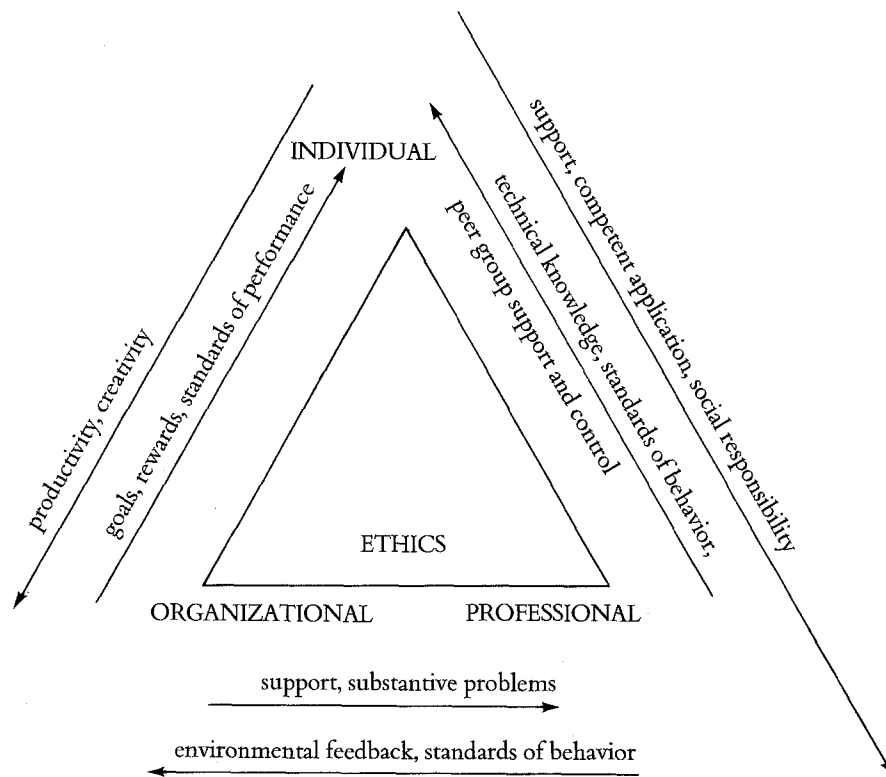 support, competent application, social responsibility
INDIVIDUAL
technical knowledge, standards of behavior,
peer group support and control
goals, rewards, standards of performance
productivity, creativity
ETHICS
ORGANIZATIONAL
PROFESSIONAL
support, substantive problems
environmental feedback, standards of behavior